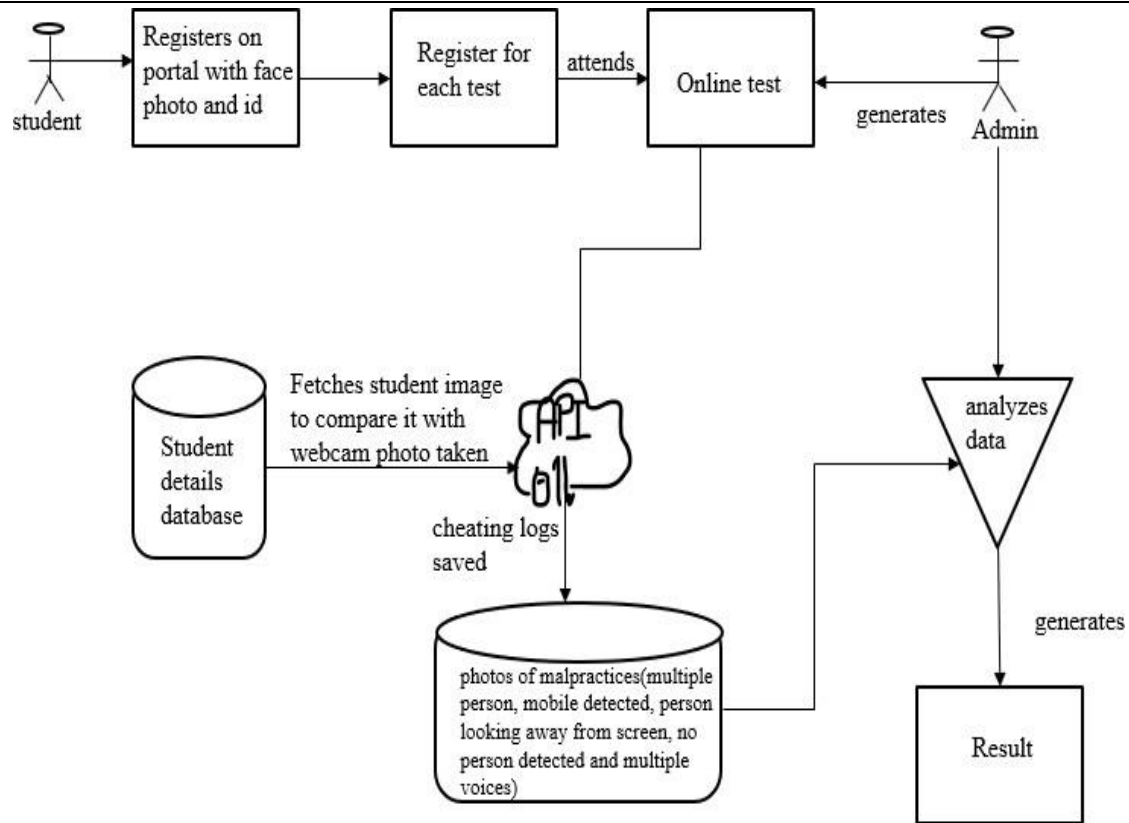 Registers on
portal with face
photo and id
Register for
each test
attends
Online test
generates
student
Admin
Fetches student image
to compare it with
webcam photo taken
Student
details
database
analyzes
data
cheating logs
saved
generates
photos of malpractices(multiple
person, mobile detected, person
looking away from screen, no
person detected and multiple
voices)
Result